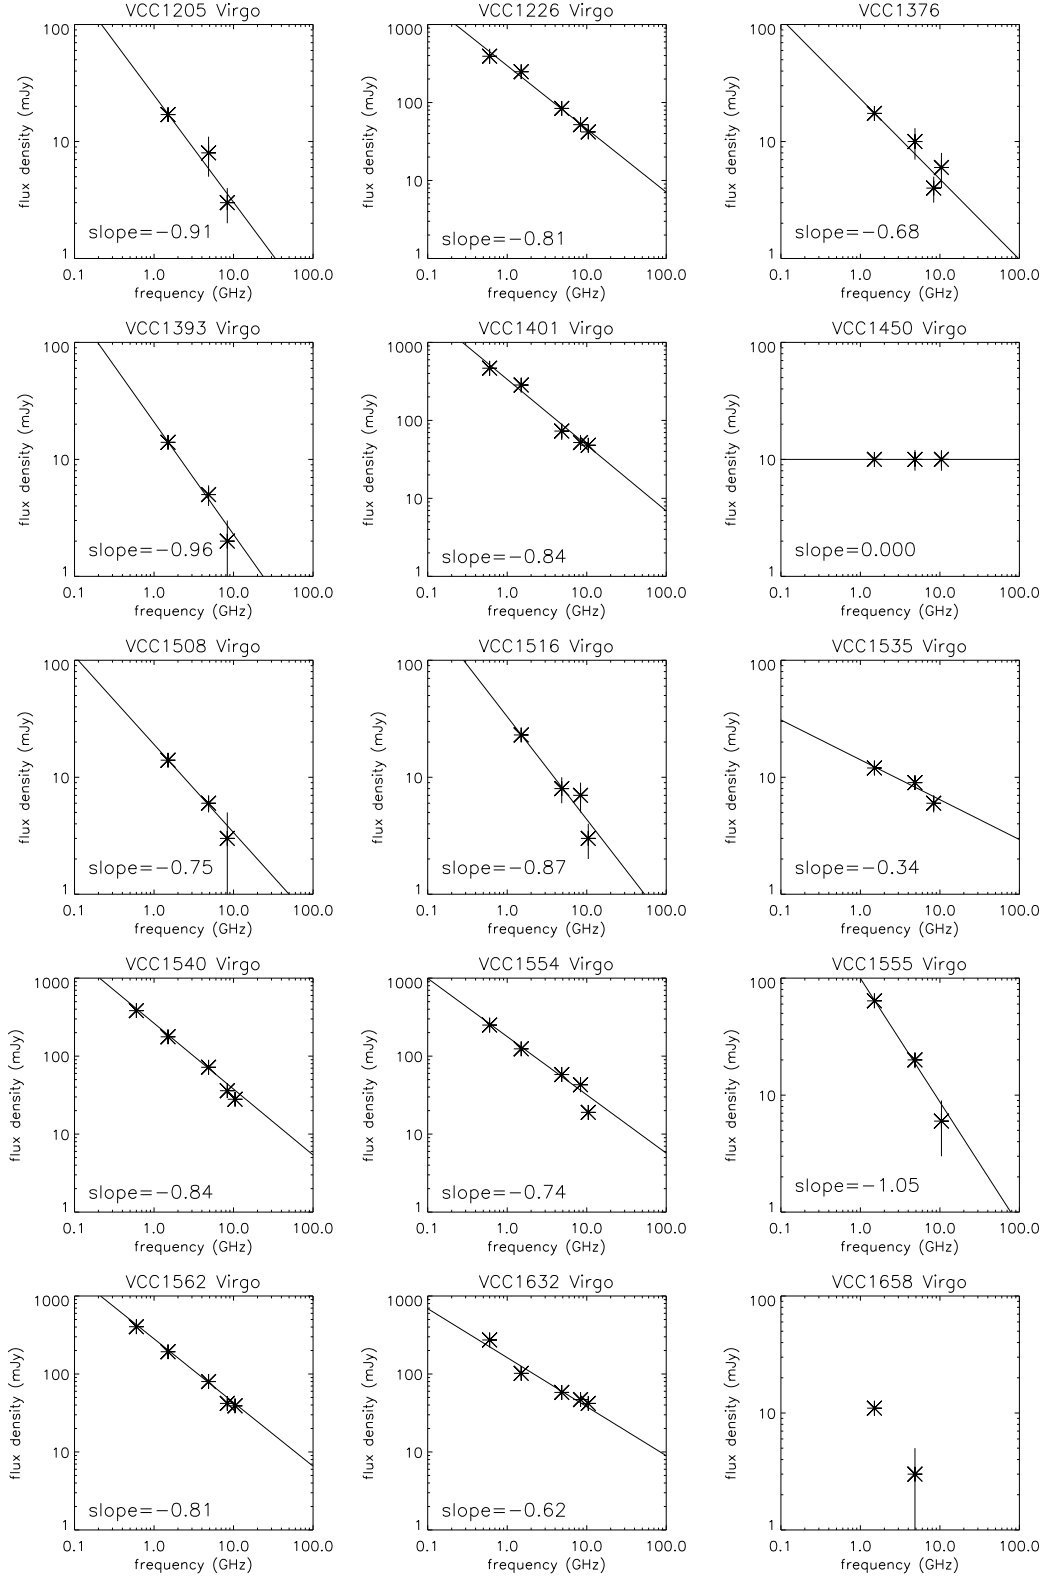 VCC1205 Virgo
VCC1226 Virgo
VCC1376
100
10
1
flux density (mJy)
slope=−0.91
0.1 1.0 10.0 100.0
frequency (GHz)
1000
100
10
1
flux density (mJy)
slope=−0.81
0.1 1.0 10.0 100.0
frequency (GHz)
100
10
1
flux density (mJy)
slope=−0.68
0.1 1.0 10.0 100.0
frequency (GHz)
VCC1393 Virgo
VCC1401 Virgo
VCC1450 Virgo
100
10
1
flux density (mJy)
slope=−0.96
0.1 1.0 10.0 100.0
frequency (GHz)
1000
100
10
1
flux density (mJy)
slope=−0.84
0.1 1.0 10.0 100.0
frequency (GHz)
100
10
1
flux density (mJy)
slope=0.000
0.1 1.0 10.0 100.0
frequency (GHz)
VCC1508 Virgo
VCC1516 Virgo
VCC1535 Virgo
100
10
1
flux density (mJy)
slope=−0.75
0.1 1.0 10.0 100.0
frequency (GHz)
100
10
1
flux density (mJy)
slope=−0.87
0.1 1.0 10.0 100.0
frequency (GHz)
100
10
1
flux density (mJy)
slope=−0.34
0.1 1.0 10.0 100.0
frequency (GHz)
VCC1540 Virgo
VCC1554 Virgo
VCC1555 Virgo
1000
100
10
1
flux density (mJy)
slope=−0.84
0.1 1.0 10.0 100.0
frequency (GHz)
1000
100
10
1
flux density (mJy)
slope=−0.74
0.1 1.0 10.0 100.0
frequency (GHz)
100
10
1
flux density (mJy)
slope=−1.05
0.1 1.0 10.0 100.0
frequency (GHz)
VCC1562 Virgo
VCC1632 Virgo
VCC1658 Virgo
1000
100
10
1
flux density (mJy)
slope=−0.81
0.1 1.0 10.0 100.0
frequency (GHz)
1000
100
10
1
flux density (mJy)
slope=−0.62
0.1 1.0 10.0 100.0
frequency (GHz)
100
10
1
flux density (mJy)
0.1 1.0 10.0 100.0
frequency (GHz)